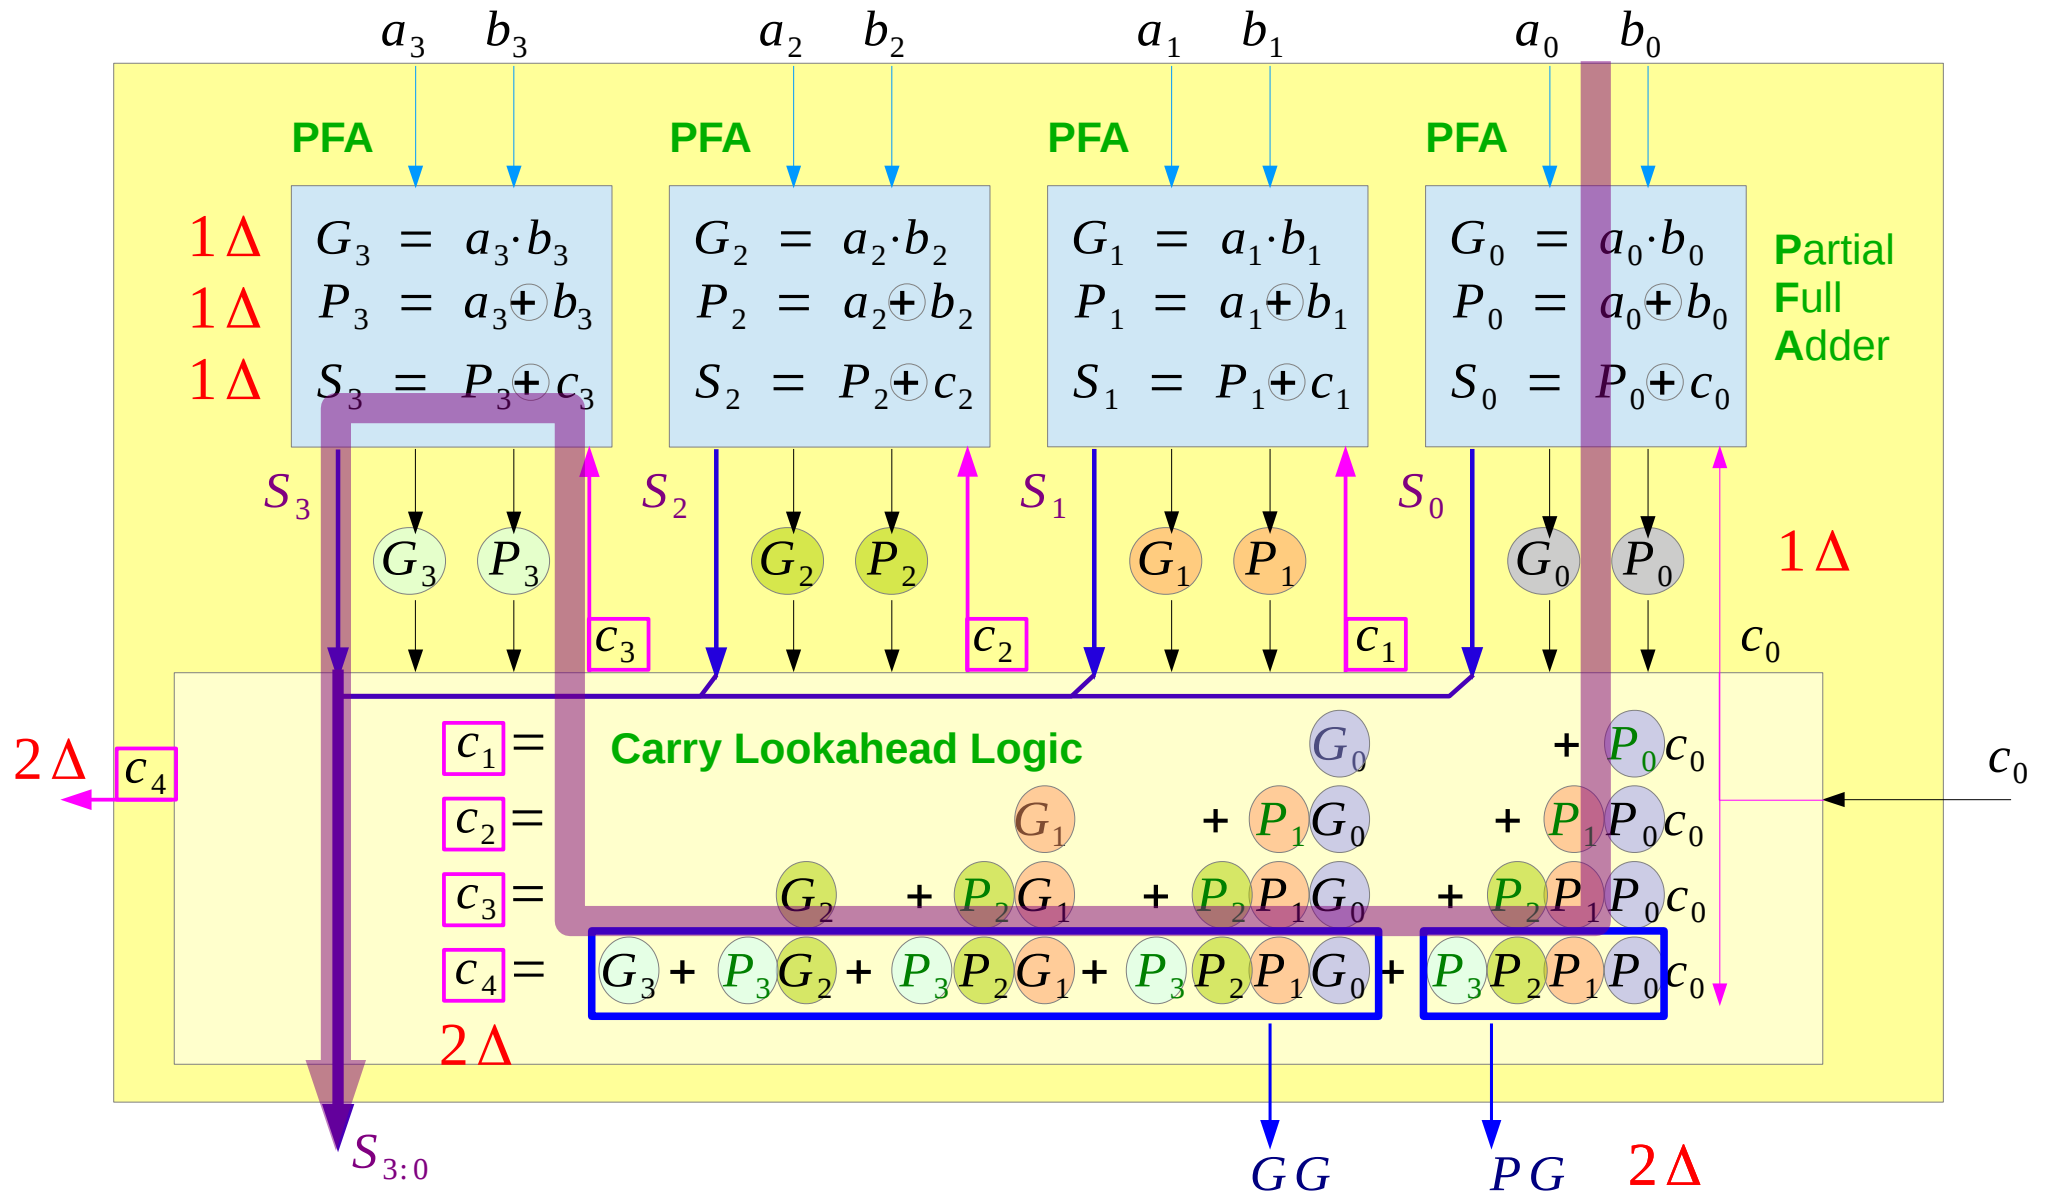 a3 b3 a2 b2 a1 b1 a0 b0
PFA PFA PFA PFA
1Δ G3 = a3·b3 G2 = a2·b2 G1 = a1·b1 G0 = a0·b0 Partial
1Δ P3 = a3⊕b3 P2 = a2⊕b2 P1 = a1⊕b1 P0 = a0⊕b0 Full
Adder
1Δ S3 = P3⊕c3 S2 = P2⊕c2 S1 = P1⊕c1 S0 = P0⊕c0
S3 S2 S1 S0
G3 P3 G2 P2 G1 P1 G0 P0 1Δ
c3 c2 c1 c0
c1 = Carry Lookahead Logic G0 + P0c0
2Δ c4 c0
c2 = G1 + P1G0 + P1P0c0
c3 = G2 + P2G1 + P2P1G0 + P2P1P0c0
c4 = G3 + P3G2 + P3P2G1 + P3P2P1G0 + P3P2P1P0c0
2Δ
S3:0 GG PG 2Δ